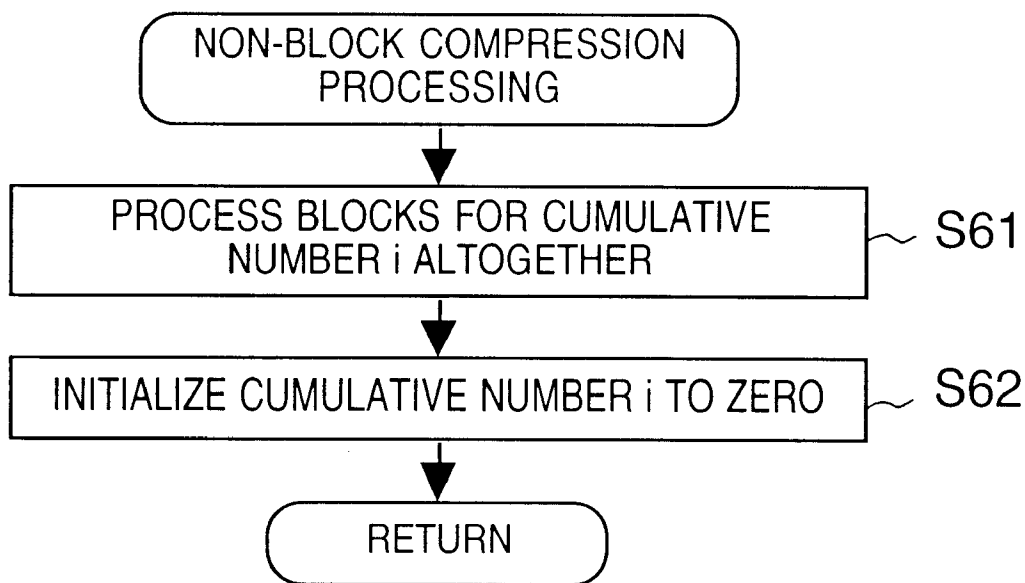 NON-BLOCK COMPRESSION
PROCESSING
PROCESS BLOCKS FOR CUMULATIVE
NUMBER i ALTOGETHER
S61
INITIALIZE CUMULATIVE NUMBER i TO ZERO
S62
RETURN